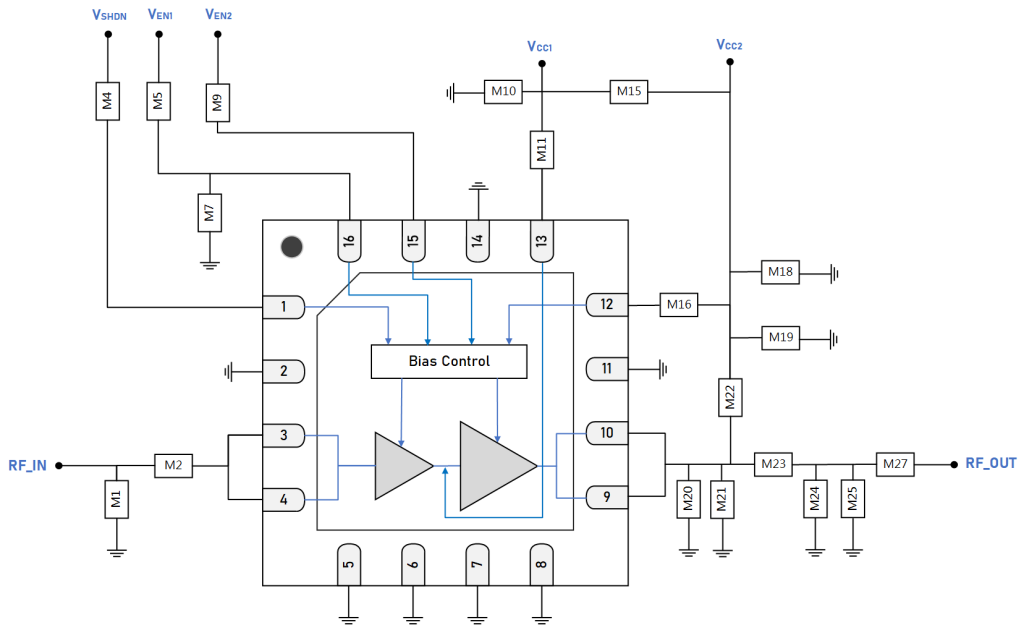 VSHDN
VEN1
VEN2
VCC1
VCC2
M4
M5
M9
M10
M15
M11
M7
16
15
14
13
M18
1
12
M16
M19
Bias Control
2
11
M22
3
10
RF_IN
M2
M23
M27
RF_OUT
M1
4
9
M20
M21
M24
M25
5
6
7
8